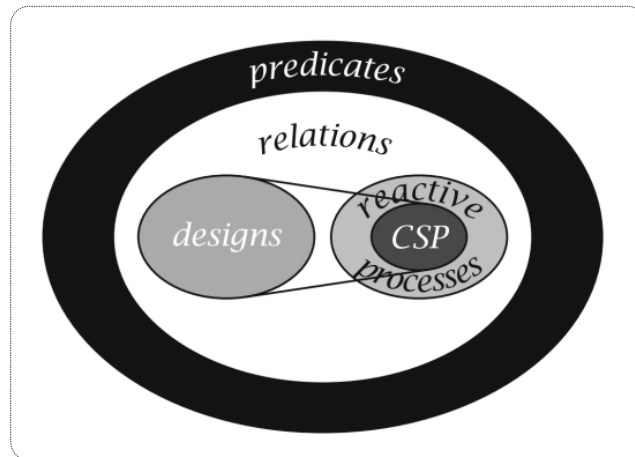 predicates
relations
designs
reactive
CSP
processes